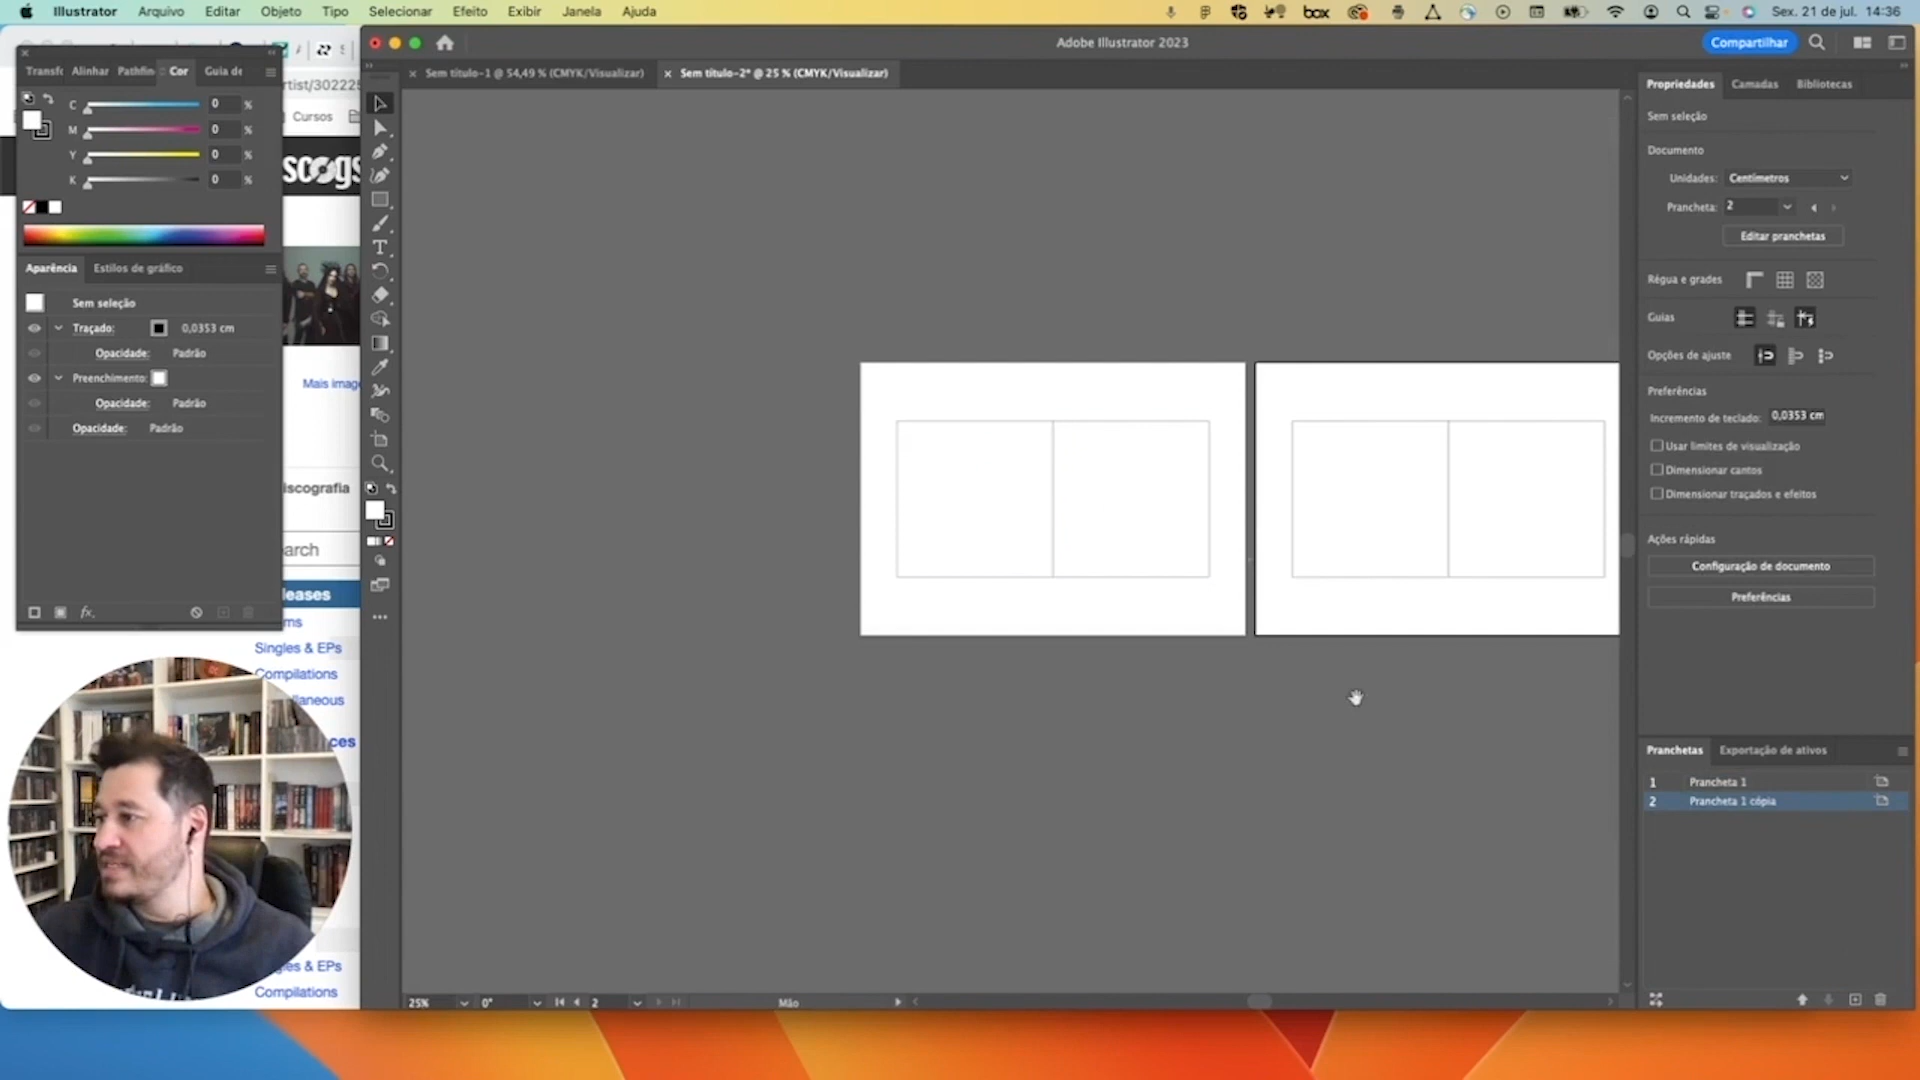 Illustrator Arquivo Editar Objeto Tipo Selecionar Efeito Exibir Janela Ajuda
box
Sex. 21 de jul. 14:36
Adobe Illustrator 2023
Compartilhar
Transfc Alinhar Pathfin Cor Guia de
Sem título-1 @ 54,49 % (CMYK/Visualizar)
Sem título-2* @ 25 % (CMYK/Visualizar)
Propriedades Camadas Bibliotecas
rtist/302225
C 0 %
Cursos
M 0 %
Y 0 %
K 0 %
scogs
Sem seleção
Documento
Unidades: Centímetros
Prancheta: 2
Editar pranchetas
Régua e grades
Guias
Opções de ajuste
Preferências
Incremento de teclado: 0,0353 cm
Usar limites de visualização
Dimensionar cantos
Dimensionar traçados e efeitos
Ações rápidas
Configuração de documento
Preferências
Aparência Estilos de gráfico
Sem seleção
Traçado: 0,0353 cm
Opacidade: Padrão
Preenchimento:
Opacidade: Padrão
Opacidade: Padrão
fx.
Mais imag
iscografia
earch
leases
ms
Singles & EPs
Compilations
llaneous
ces
les & EPs
Compilations
Pranchetas Exportação de ativos
1 Prancheta 1
2 Prancheta 1 cópia
25% 0° 2 Mão